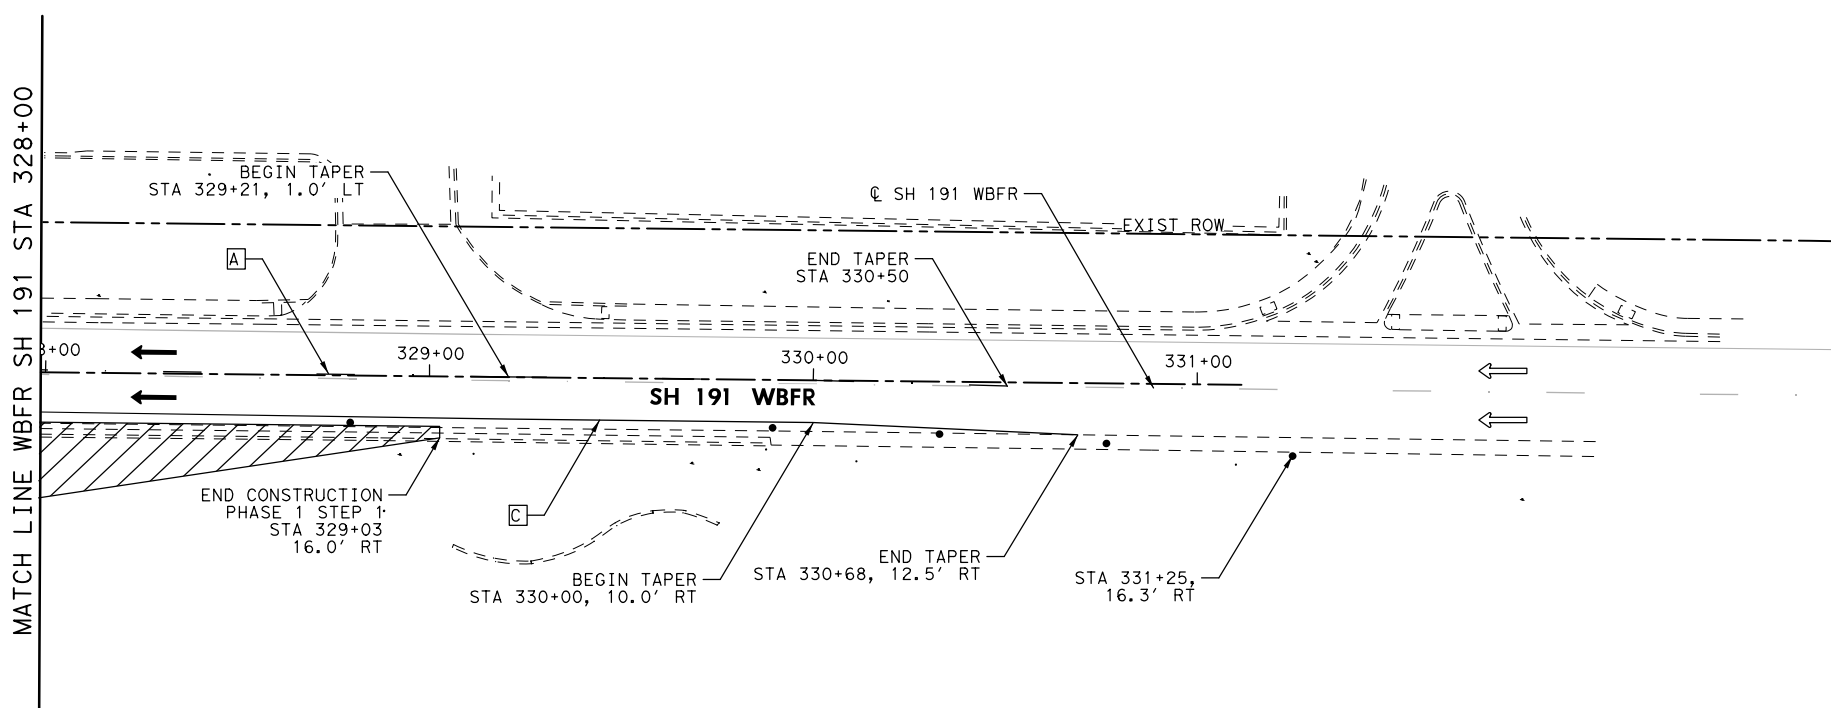 MATCH LINE WBFR SH 191 STA 328+00
BEGIN TAPER
STA 329+21, 1.0' LT
℄ SH 191 WBFR
EXIST ROW
A
END TAPER
STA 330+50
8+00
329+00
330+00
331+00
SH 191 WBFR
END CONSTRUCTION
PHASE 1 STEP 1
STA 329+03
16.0' RT
C
BEGIN TAPER
STA 330+00, 10.0' RT
END TAPER
STA 330+68, 12.5' RT
STA 331+25,
16.3' RT